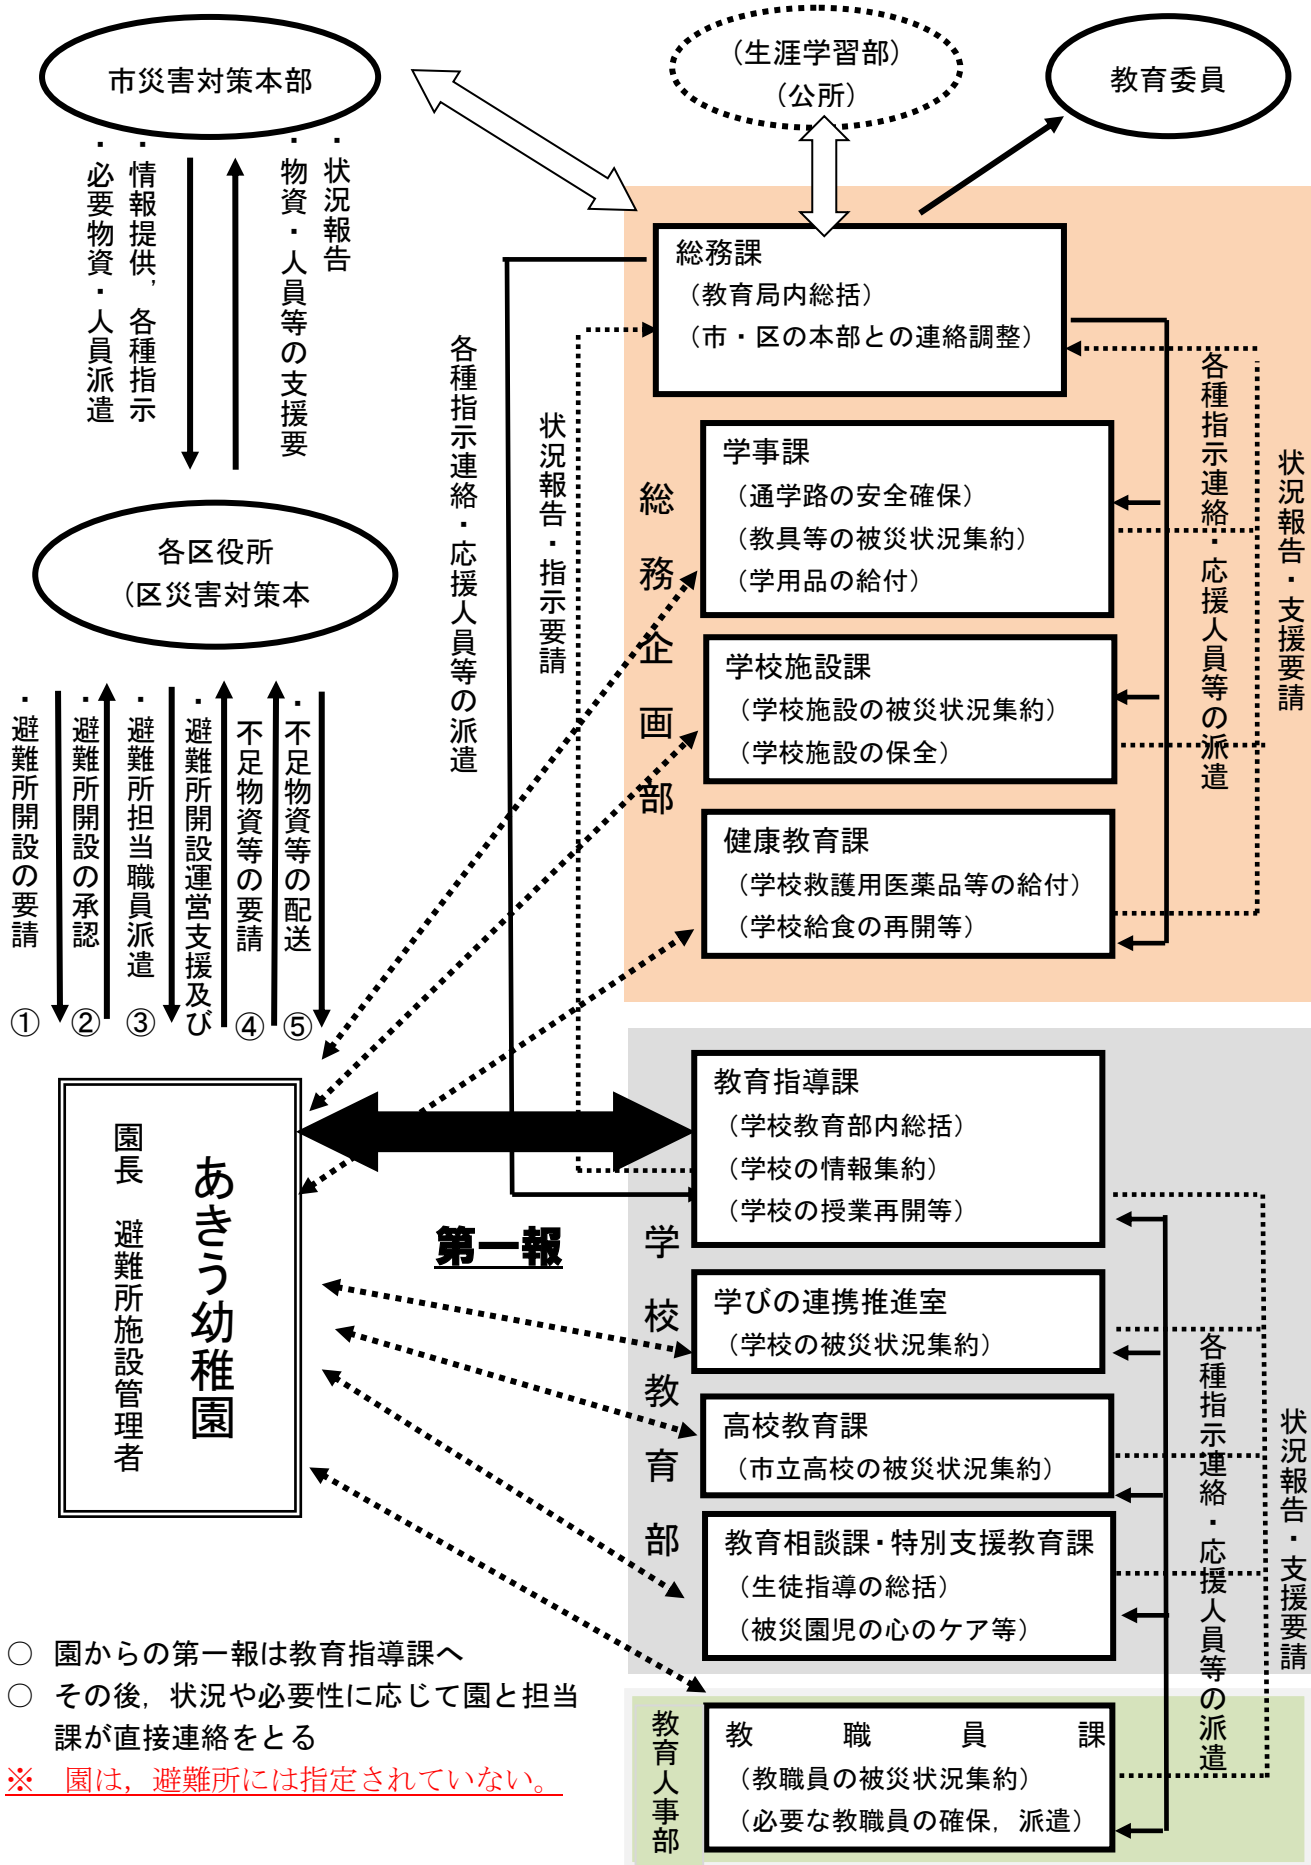 市災害対策本部
(生涯学習部)
(公所)
教育委員
・必要物資・人員派遣
・情報提供，各種指示
・物資・人員等の支援要
・状況報告
総務課
（教育局内総括）
（市・区の本部との連絡調整）
各種指示連絡・応援人員等の派遣
状況報告・指示要請
総務企画部
学事課
（通学路の安全確保）
（教具等の被災状況集約）
（学用品の給付）
学校施設課
（学校施設の被災状況集約）
（学校施設の保全）
健康教育課
（学校救護用医薬品等の給付）
（学校給食の再開等）
各種指示連絡・応援人員等の派遣
状況報告・支援要請
各区役所
（区災害対策本
・避難所開設の要請
・避難所開設の承認
・避難所担当職員派遣
・避難所開設運営支援及び
不足物資等の要請
・不足物資等の配送
①
②
③
④
⑤
あきう幼稚園
園長　避難所施設管理者
第一報
学校教育部
教育指導課
（学校教育部内総括）
（学校の情報集約）
（学校の授業再開等）
学びの連携推進室
（学校の被災状況集約）
高校教育課
（市立高校の被災状況集約）
教育相談課・特別支援教育課
（生徒指導の総括）
（被災園児の心のケア等）
各種指示連絡・応援人員等の派遣
状況報告・支援要請
教育人事部
教職員課
（教職員の被災状況集約）
（必要な教職員の確保，派遣）
○　園からの第一報は教育指導課へ
○　その後，状況や必要性に応じて園と担当
課が直接連絡をとる
※　園は，避難所には指定されていない。